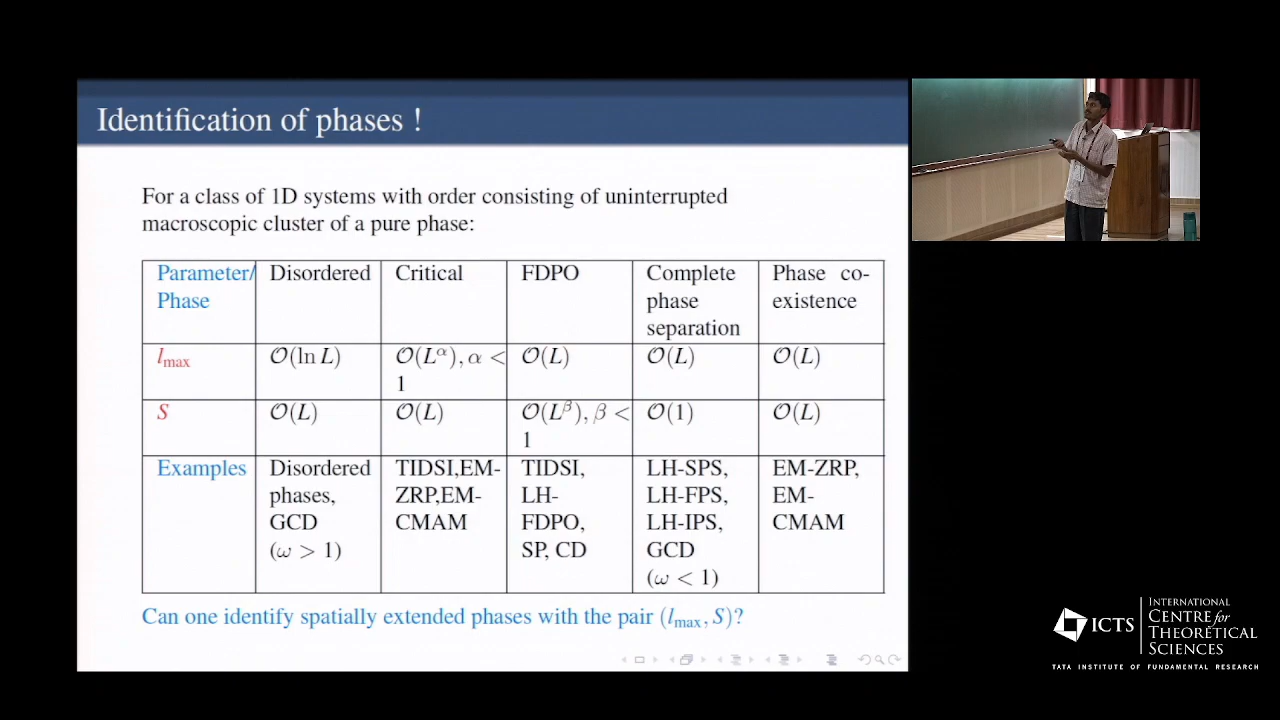 Identification of phases !
For a class of 1D systems with order consisting of uninterrupted
macroscopic cluster of a pure phase:
Parameter/ Phase | Disordered | Critical | FDPO | Complete phase separation | Phase co-existence
l_max | O(ln L) | O(L^α), α < 1 | O(L) | O(L) | O(L)
S | O(L) | O(L) | O(L^β), β < 1 | O(1) | O(L)
Examples | Disordered phases, GCD (ω > 1) | TIDSI,EM-ZRP,EM-CMAM | TIDSI, LH-FDPO, SP, CD | LH-SPS, LH-FPS, LH-IPS, GCD (ω < 1) | EM-ZRP, EM-CMAM
Can one identify spatially extended phases with the pair (l_max, S)?
ICTS
INTERNATIONAL
CENTRE for
THEORETICAL
SCIENCES
TATA INSTITUTE OF FUNDAMENTAL RESEARCH